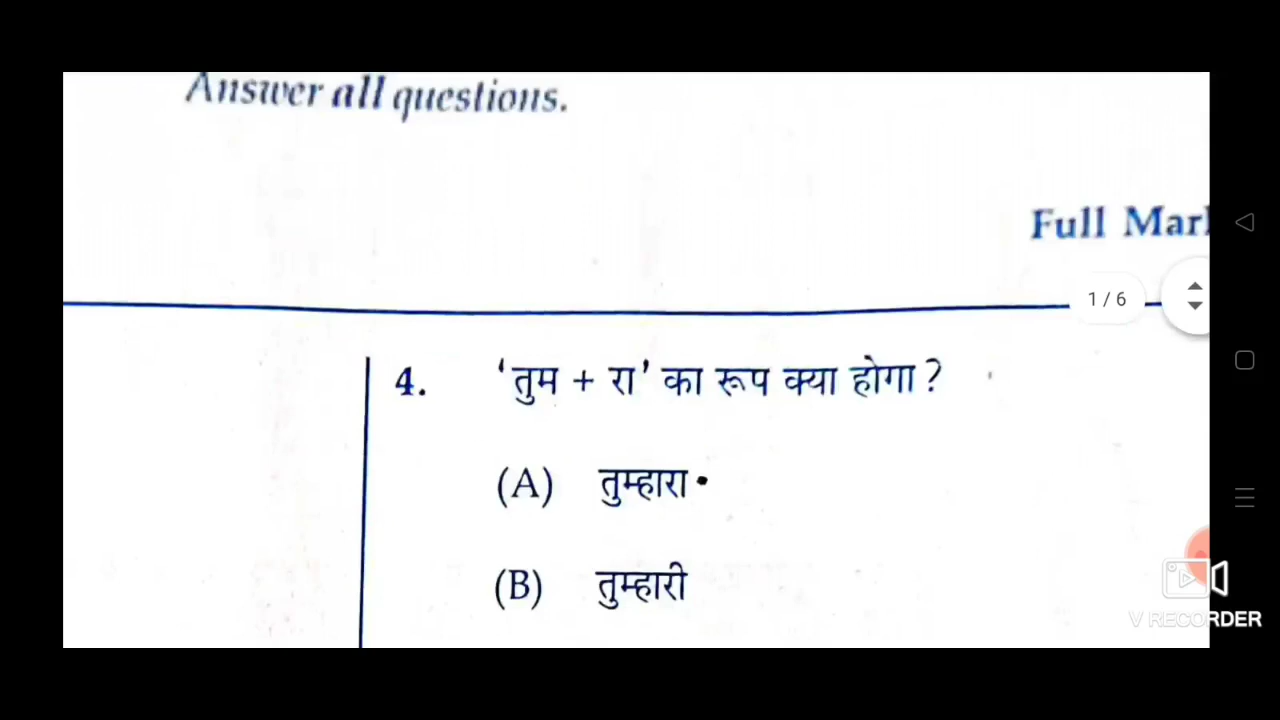 Answer all questions.
Full Mar
1 / 6
4. 'तुम + रा' का रूप क्या होगा ?
(A) तुम्हारा
(B) तुम्हारी
V RECORDER